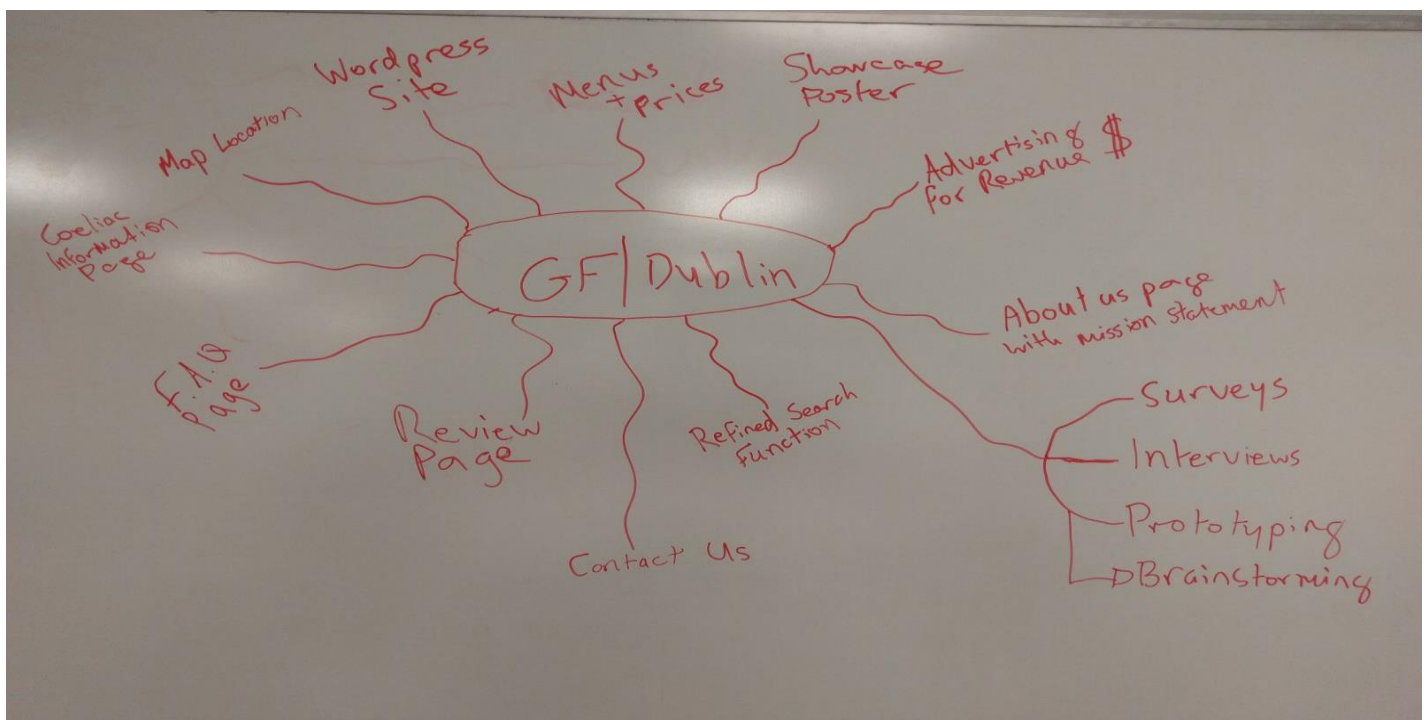 Wordpress
Site
Menus
+ prices
Showcase
Poster
Map Location
Advertising $
for Revenue
Coeliac
Information
Page
GF|Dublin
About us page
with mission statement
F.A.Q
Page
Review
Page
Refined Search
Function
Contact Us
Surveys
Interviews
Prototyping
Brainstorming